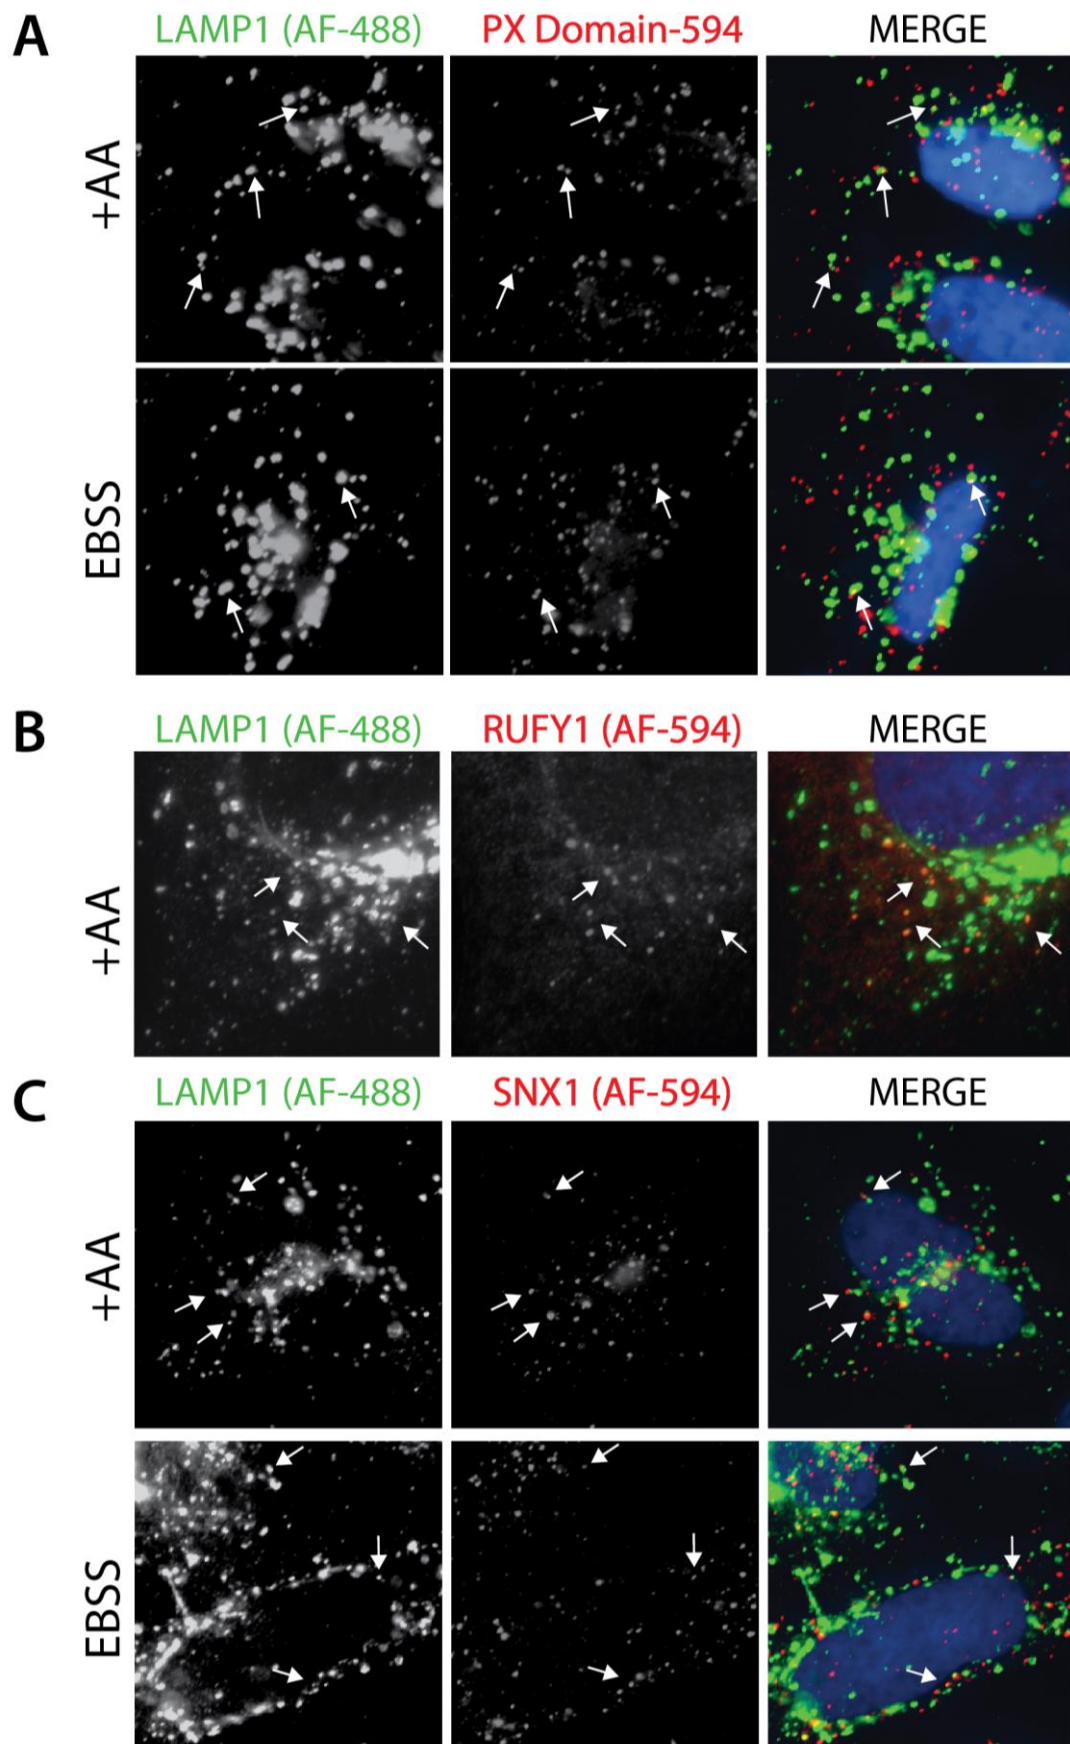 A LAMP1 (AF-488) PX Domain-594 MERGE
+AA
EBSS
B LAMP1 (AF-488) RUFY1 (AF-594) MERGE
+AA
C LAMP1 (AF-488) SNX1 (AF-594) MERGE
+AA
EBSS